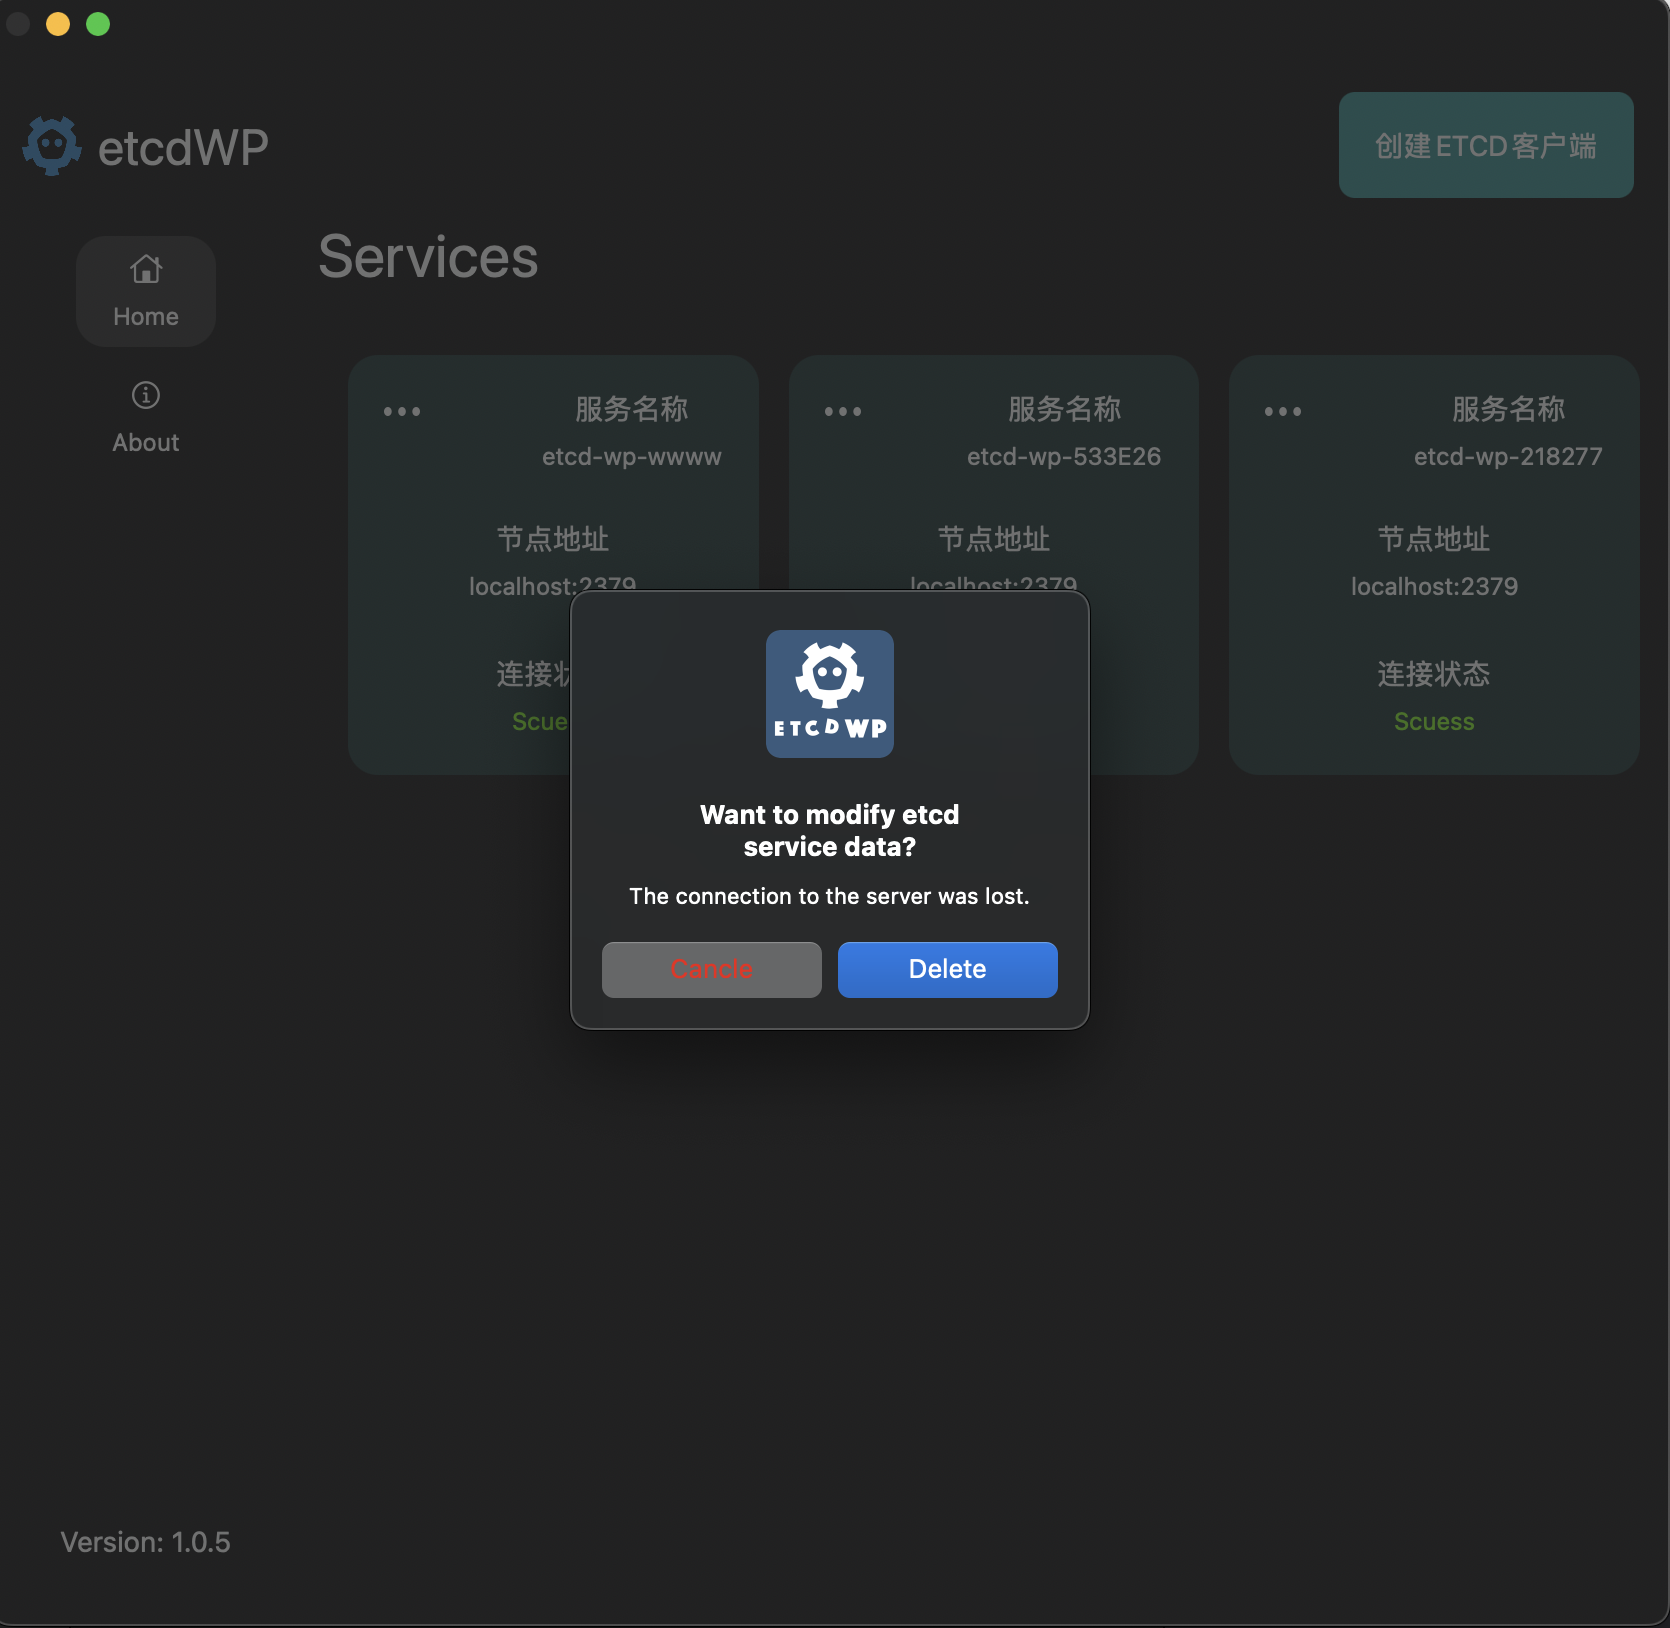 etcdWP
创建ETCD客户端
Home
About
Services
服务名称
etcd-wp-wwww
节点地址
localhost:2379
连接状
Scue
服务名称
etcd-wp-533E26
节点地址
localhost:2379
服务名称
etcd-wp-218277
节点地址
localhost:2379
连接状态
Scuess
ETCDWP
Want to modify etcd
service data?
The connection to the server was lost.
Cancle
Delete
Version: 1.0.5